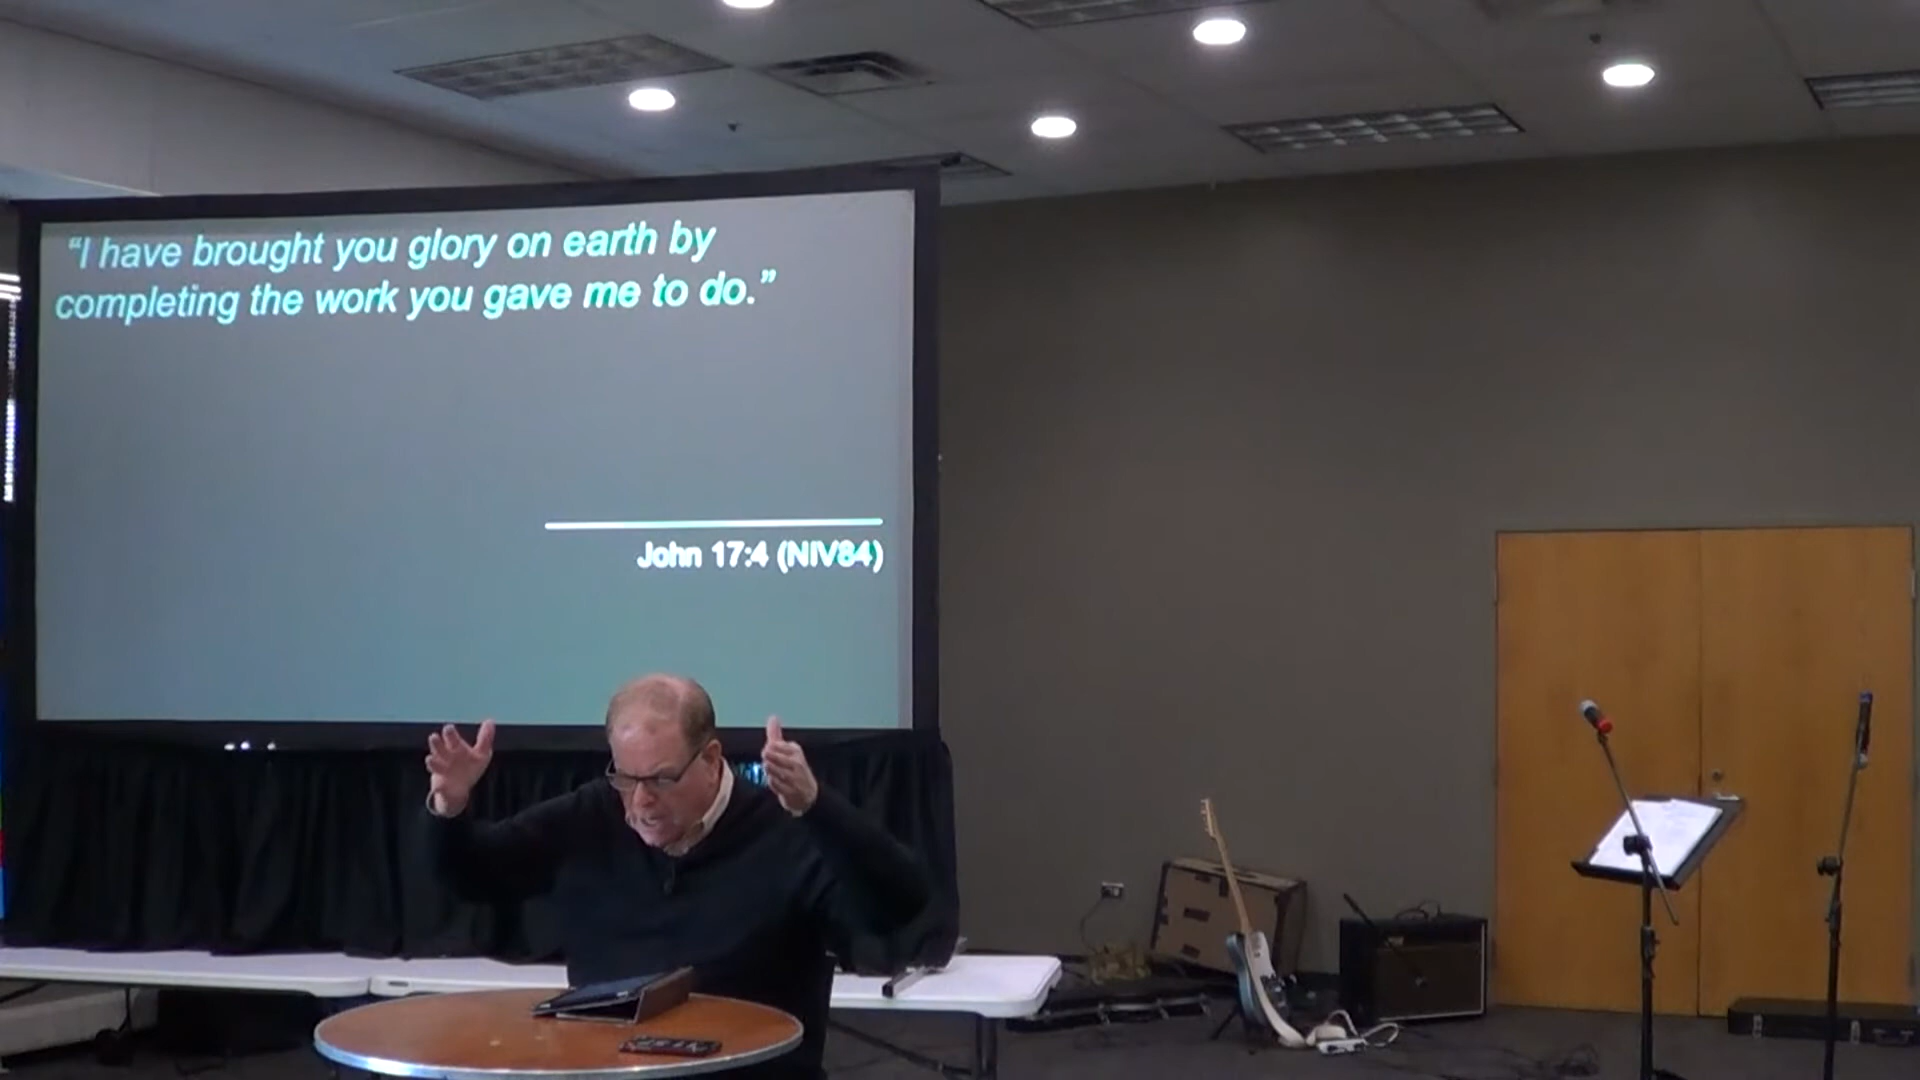 “I have brought you glory on earth by
completing the work you gave me to do.”
John 17:4 (NIV84)